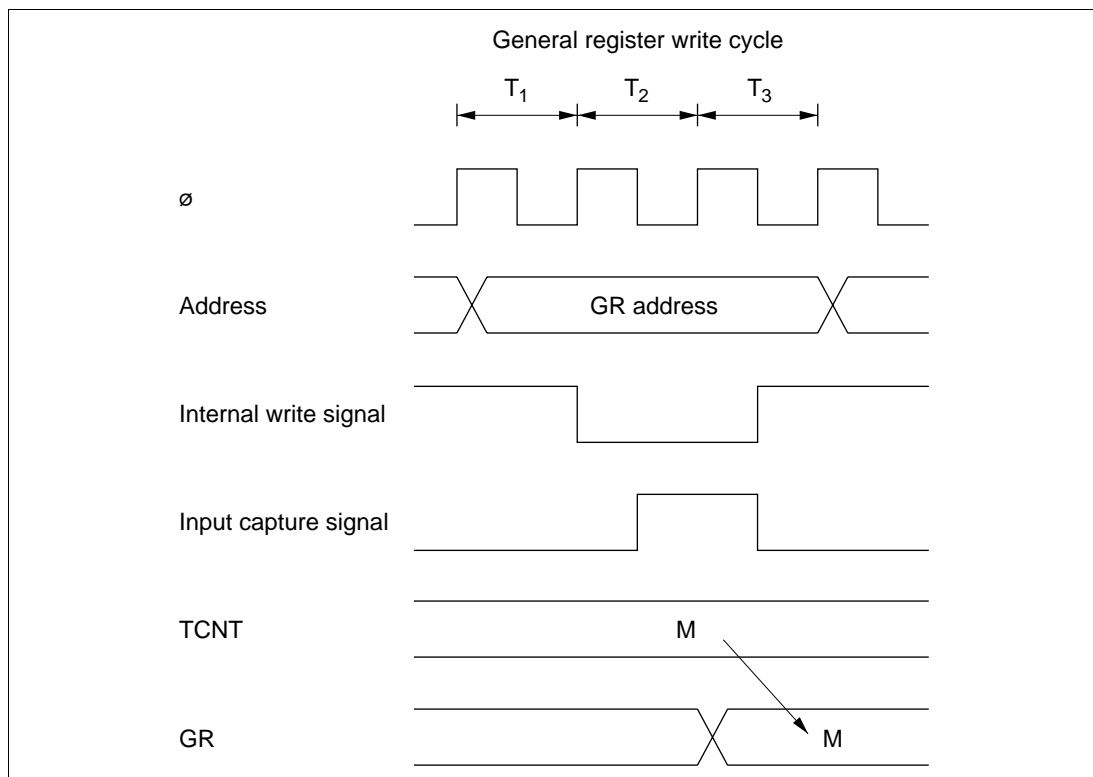 General register write cycle
T1 T2 T3
ø
Address GR address
Internal write signal
Input capture signal
TCNT M
GR M